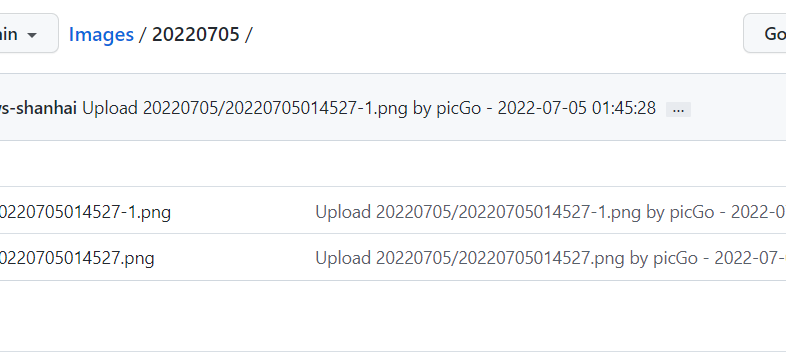 in
Images / 20220705 /
Go
s-shanhai Upload 20220705/20220705014527-1.png by picGo - 2022-07-05 01:45:28 ...
0220705014527-1.png Upload 20220705/20220705014527-1.png by picGo - 2022-0
0220705014527.png Upload 20220705/20220705014527.png by picGo - 2022-07-